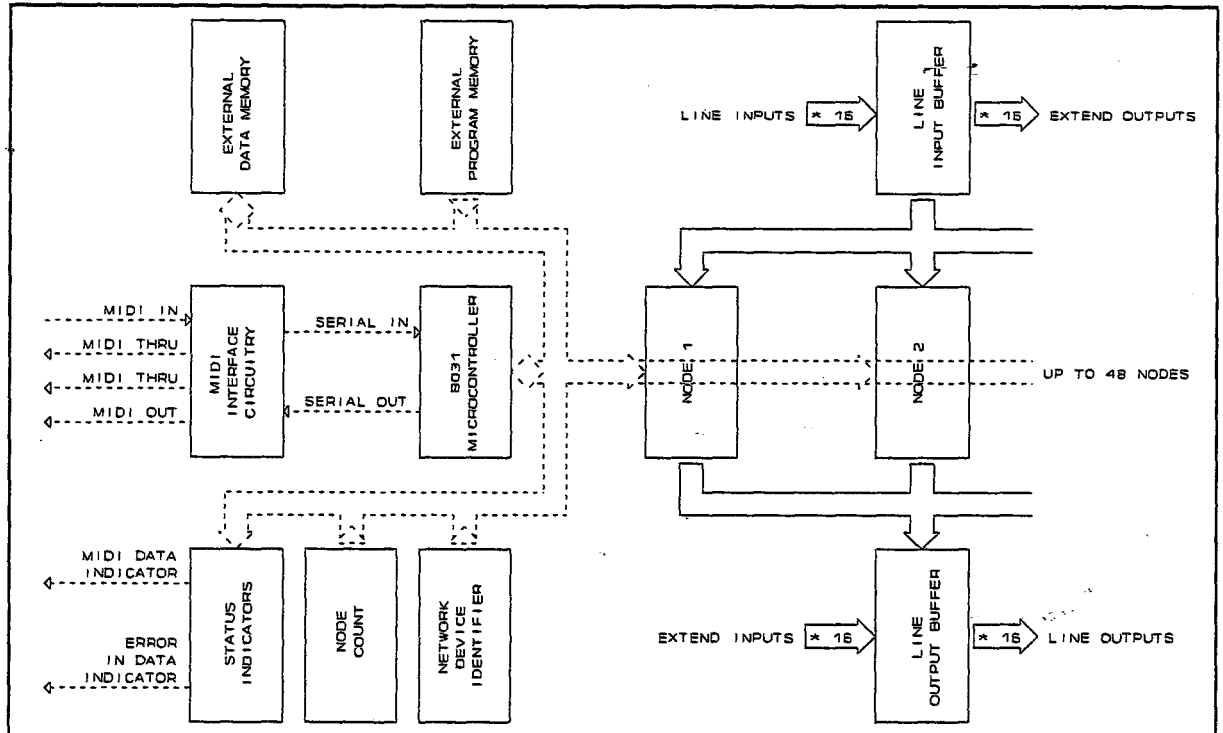 EXTERNAL
DATA MEMORY
EXTERNAL
PROGRAM MEMORY
LINE INPUTS
* 16
LINE
INPUT BUFFER
* 16
EXTEND OUTPUTS
MIDI IN
MIDI THRU
MIDI THRU
MIDI OUT
MIDI
INTERFACE
CIRCUITRY
SERIAL IN
SERIAL OUT
8031
MICROCONTROLLER
NODE 1
NODE 2
UP TO 48 NODES
MIDI DATA
INDICATOR
ERROR
IN DATA
INDICATOR
STATUS
INDICATORS
NODE
COUNT
NETWORK
DEVICE
IDENTIFIER
EXTEND INPUTS
* 16
LINE
OUTPUT BUFFER
* 16
LINE OUTPUTS